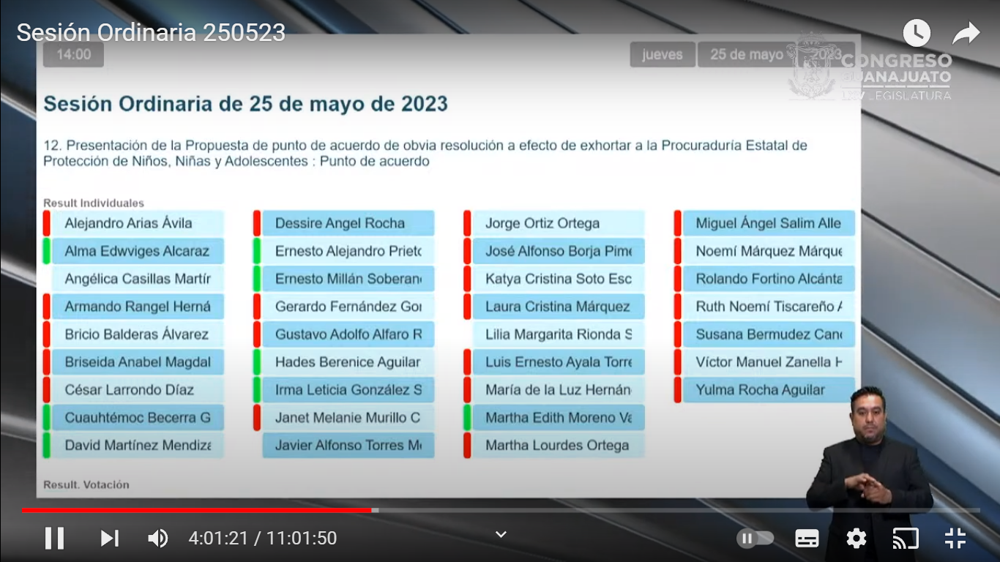 Sesión Ordinaria 250523
14:00
jueves
25 de mayo
2023
CONGRESO
GUANAJUATO
LXV LEGISLATURA
Sesión Ordinaria de 25 de mayo de 2023
12. Presentación de la Propuesta de punto de acuerdo de obvia resolución a efecto de exhortar a la Procuraduría Estatal de
Protección de Niños, Niñas y Adolescentes : Punto de acuerdo
Result Individuales
Alejandro Arias Ávila
Alma Edwviges Alcaraz
Angélica Casillas Martír
Armando Rangel Herná
Bricio Balderas Álvarez
Briseida Anabel Magdal
César Larrondo Díaz
Cuauhtémoc Becerra G
David Martínez Mendiza
Dessire Angel Rocha
Ernesto Alejandro Prieto
Ernesto Millán Soberan
Gerardo Fernández Gon
Gustavo Adolfo Alfaro R
Hades Berenice Aguilar
Irma Leticia González S
Janet Melanie Murillo C
Javier Alfonso Torres Me
Jorge Ortiz Ortega
José Alfonso Borja Pime
Katya Cristina Soto Esc
Laura Cristina Márquez
Lilia Margarita Rionda S
Luis Ernesto Ayala Torre
María de la Luz Hernán
Martha Edith Moreno Va
Martha Lourdes Ortega
Miguel Ángel Salim Alle
Noemí Márquez Márque
Rolando Fortino Alcánta
Ruth Noemí Tiscareño A
Susana Bermudez Cano
Víctor Manuel Zanella H
Yulma Rocha Aguilar
Result. Votación
4:01:21 / 11:01:50